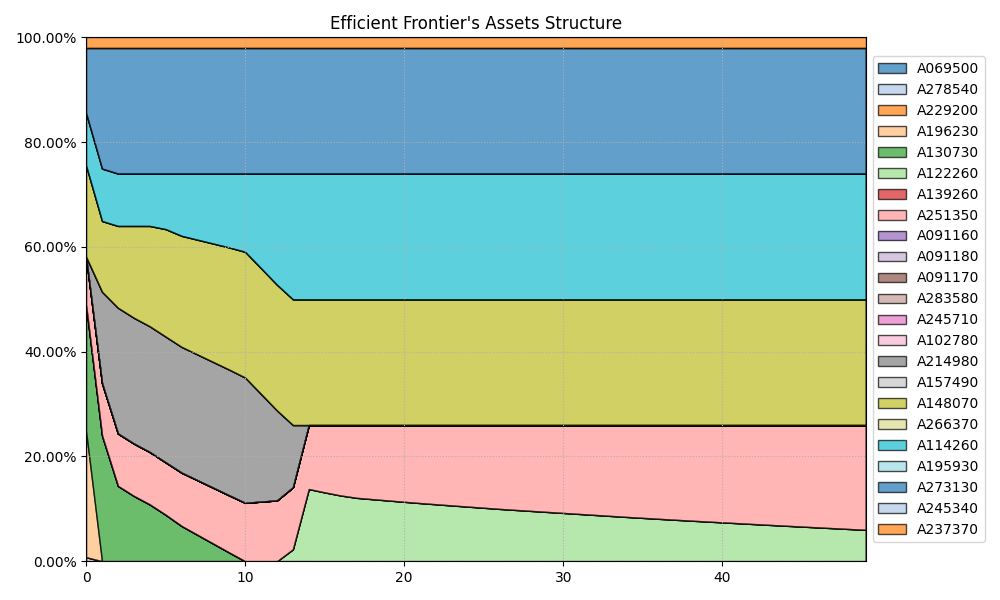 Efficient Frontier's Assets Structure
100.00%
80.00%
60.00%
40.00%
20.00%
0.00%
0
10
20
30
40
A069500
A278540
A229200
A196230
A130730
A122260
A139260
A251350
A091160
A091180
A091170
A283580
A245710
A102780
A214980
A157490
A148070
A266370
A114260
A195930
A273130
A245340
A237370